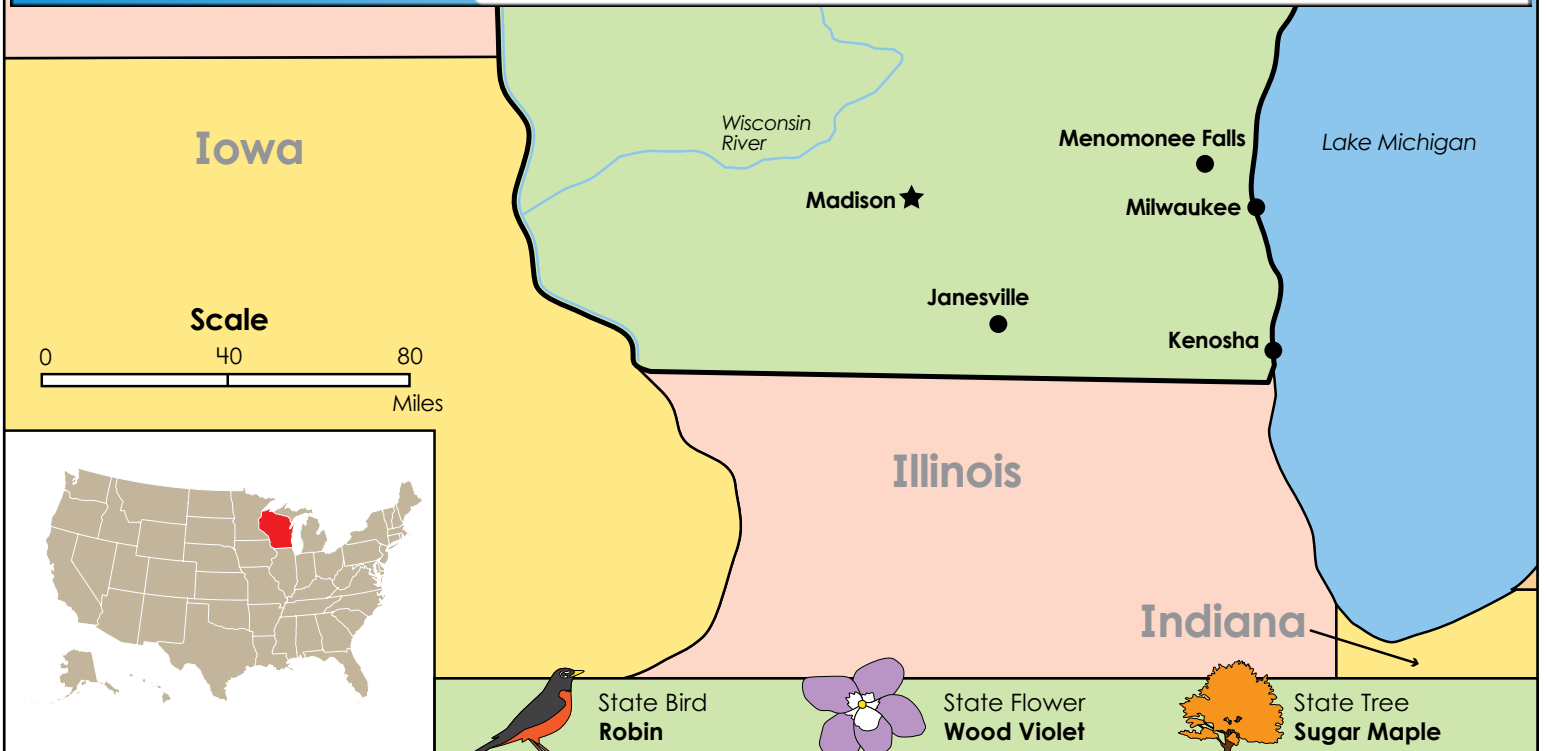 Iowa
Wisconsin
River
Menomonee Falls
Lake Michigan
Madison
Milwaukee
Janesville
Kenosha
Scale
0 40 80
Miles
Illinois
Indiana
State Bird
Robin
State Flower
Wood Violet
State Tree
Sugar Maple